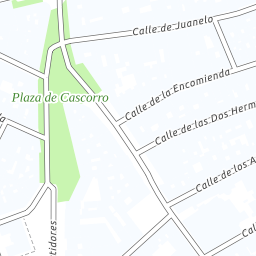 Calle de Juanelo
Calle de la Encomienda
Plaza de Cascorro
Calle de las Dos Herm
Calle de los A
tidores